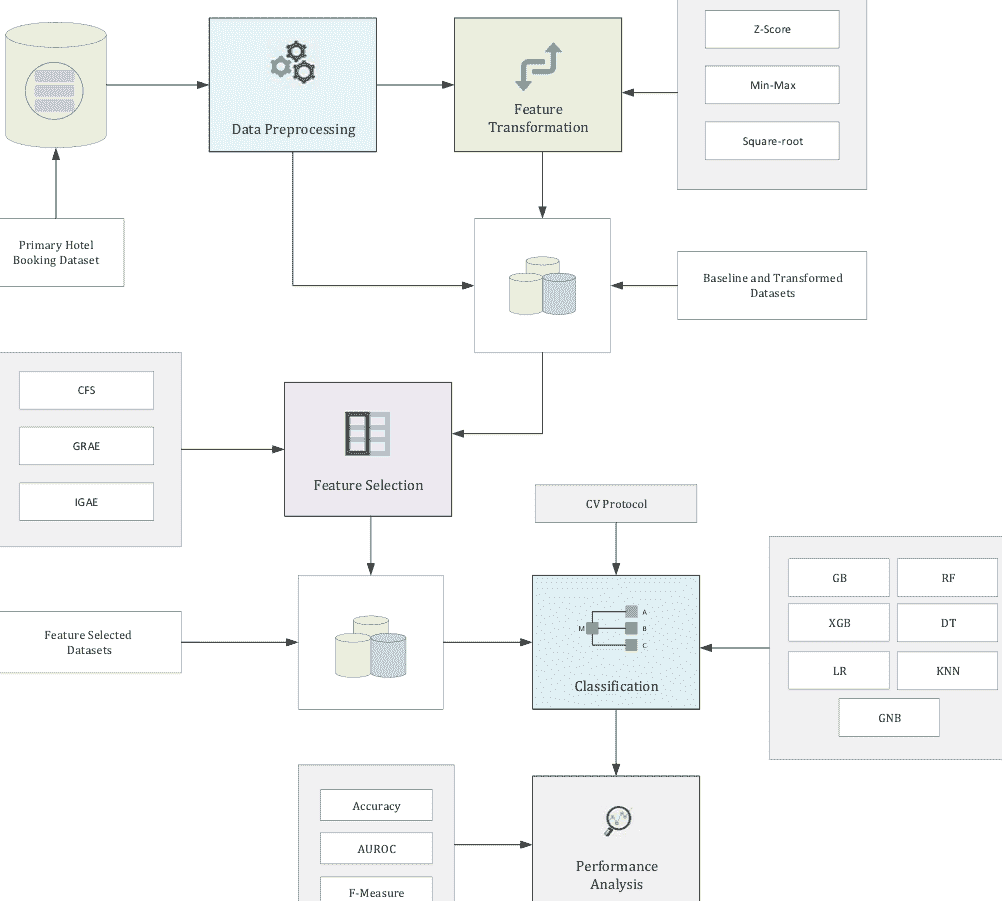 Z-Score
Min-Max
Square-root
Data Preprocessing
Feature
Transformation
Primary Hotel
Booking Dataset
Baseline and Transformed
Datasets
CFS
GRAE
IGAE
Feature Selection
CV Protocol
GB
RF
XGB
DT
LR
KNN
GNB
Feature Selected
Datasets
M
A
B
C
Classification
Accuracy
AUROC
F-Measure
Performance
Analysis